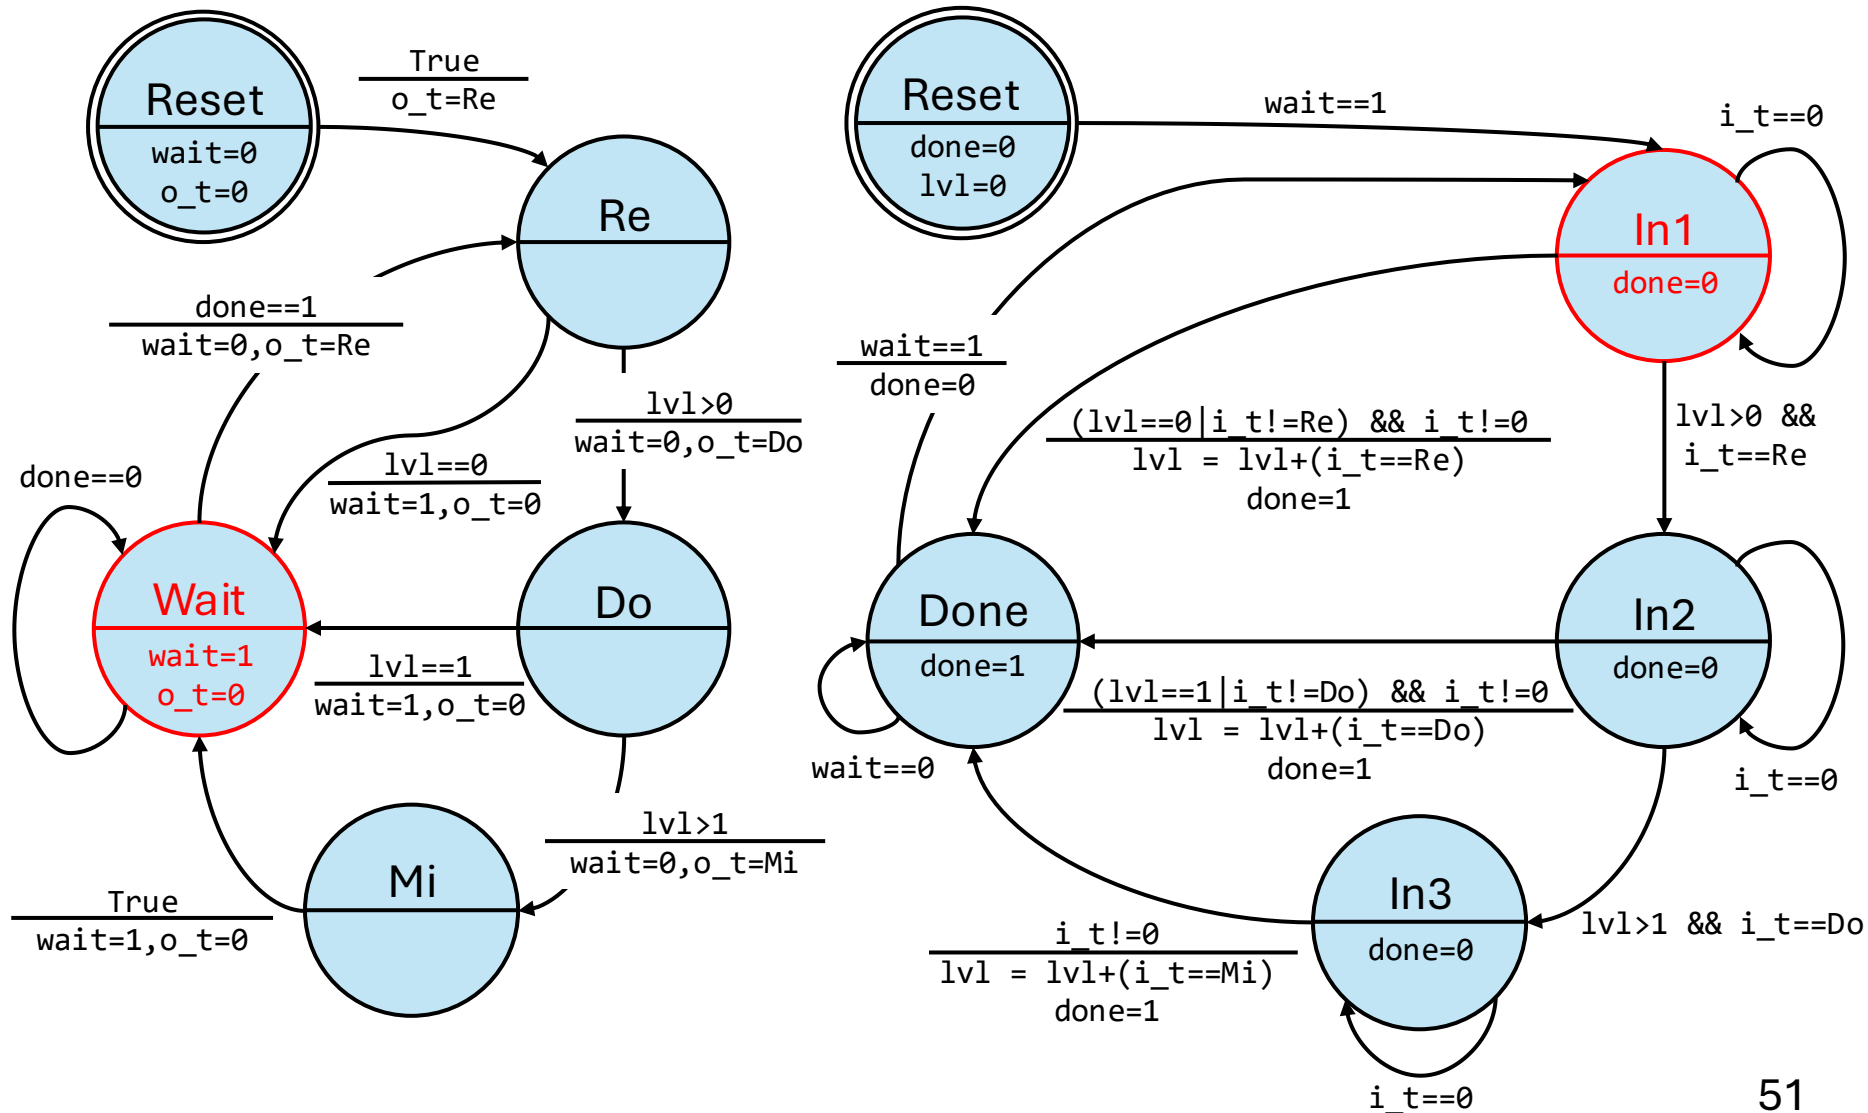 Reset
wait=0
o_t=0
True
o_t=Re
Re
done==1
wait=0,o_t=Re
lvl>0
wait=0,o_t=Do
lvl==0
wait=1,o_t=0
done==0
Wait
wait=1
o_t=0
Do
lvl==1
wait=1,o_t=0
lvl>1
wait=0,o_t=Mi
Mi
True
wait=1,o_t=0
Reset
done=0
lvl=0
wait==1
i_t==0
In1
done=0
wait==1
done=0
(lvl==0|i_t!=Re) && i_t!=0
lvl = lvl+(i_t==Re)
done=1
lvl>0 &&
i_t==Re
Done
done=1
In2
done=0
(lvl==1|i_t!=Do) && i_t!=0
lvl = lvl+(i_t==Do)
done=1
wait==0
i_t==0
In3
done=0
lvl>1 && i_t==Do
i_t!=0
lvl = lvl+(i_t==Mi)
done=1
i_t==0
51